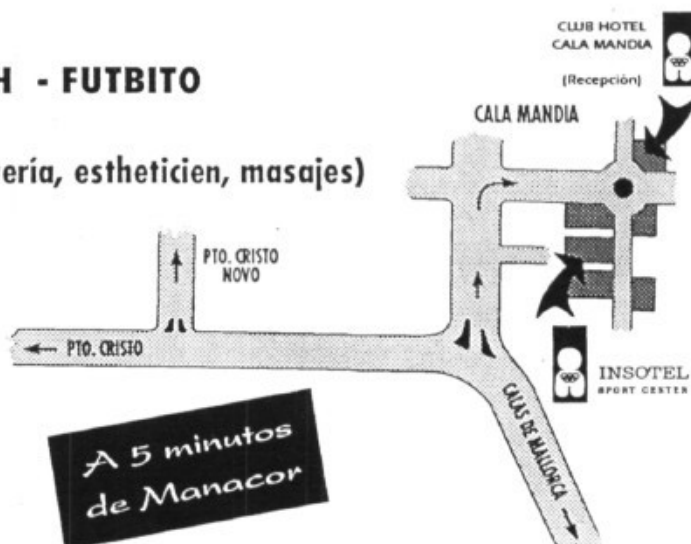 H - FUTBITO
ería, estheticien, masajes)
CLUB HOTEL
CALA MANDIA
(Recepción)
CALA MANDIA
PTO. CRISTO
NOVO
PTO. CRISTO
CALAS DE MALLORCA
INSOTEL
SPORT CENTER
A 5 minutos
de Manacor